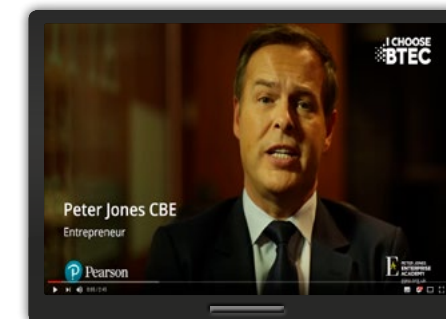 I CHOOSE
BTEC
Peter Jones CBE
Entrepreneur
Pearson
PETER JONES
ENTERPRISE
ACADEMY